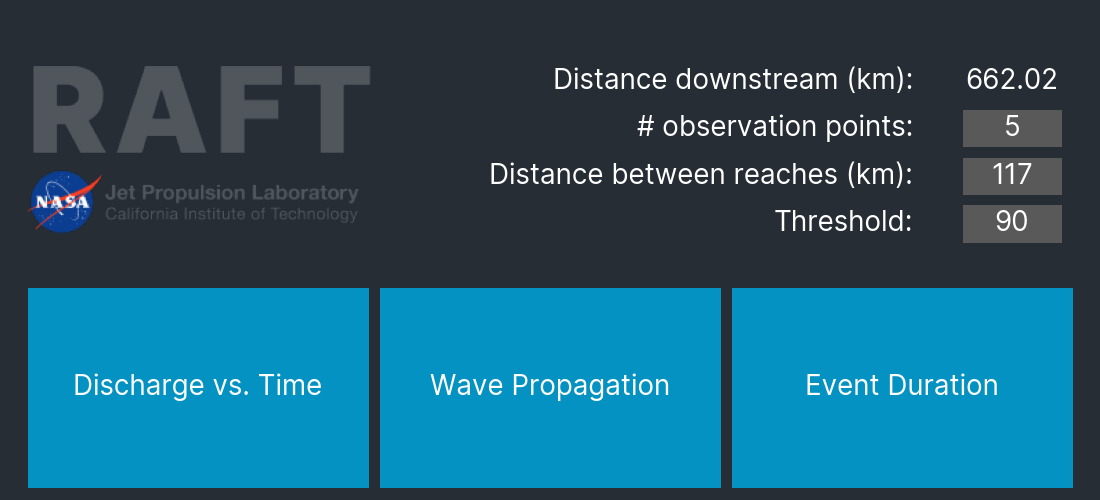 RAFT
NASA Jet Propulsion Laboratory
California Institute of Technology
Distance downstream (km): 662.02
# observation points: 5
Distance between reaches (km): 117
Threshold: 90
Discharge vs. Time
Wave Propagation
Event Duration